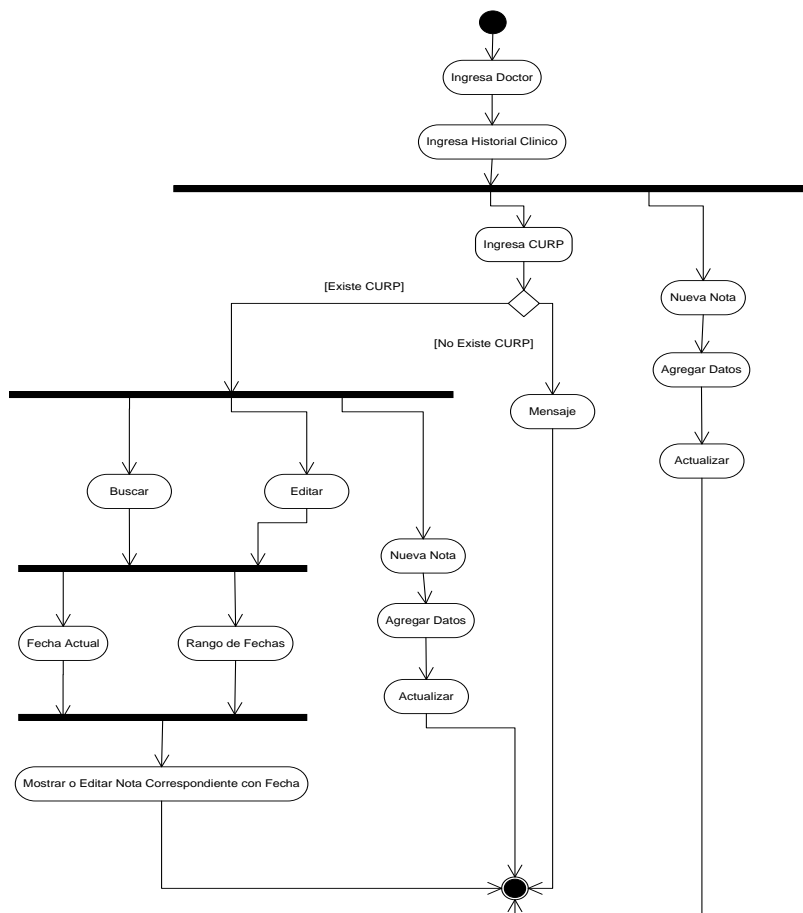 Ingresa Doctor
Ingresa Historial Clinico
Ingresa CURP
[Existe CURP]
Nueva Nota
[No Existe CURP]
Agregar Datos
Mensaje
Actualizar
Buscar
Editar
Nueva Nota
Agregar Datos
Fecha Actual
Rango de Fechas
Actualizar
Mostrar o Editar Nota Correspondiente con Fecha